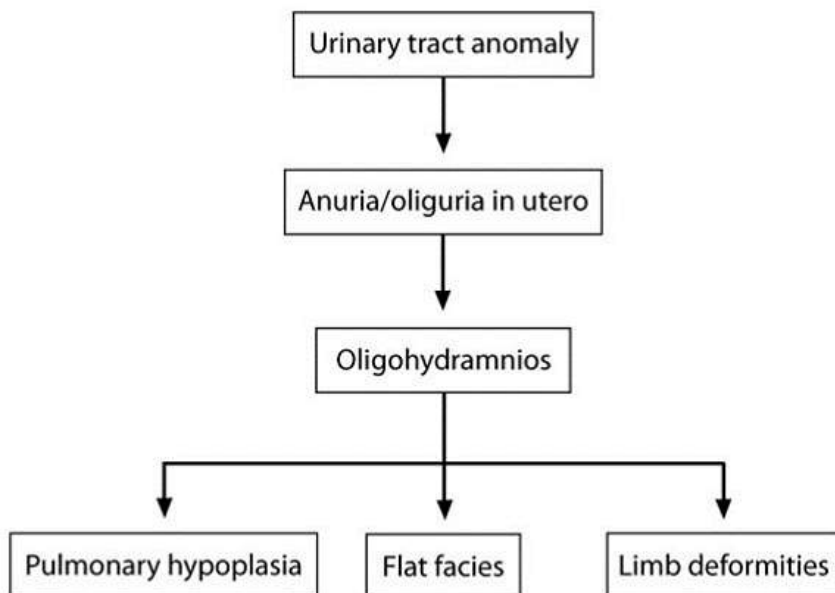 Urinary tract anomaly
Anuria/oliguria in utero
Oligohydramnios
Pulmonary hypoplasia
Flat facies
Limb deformities